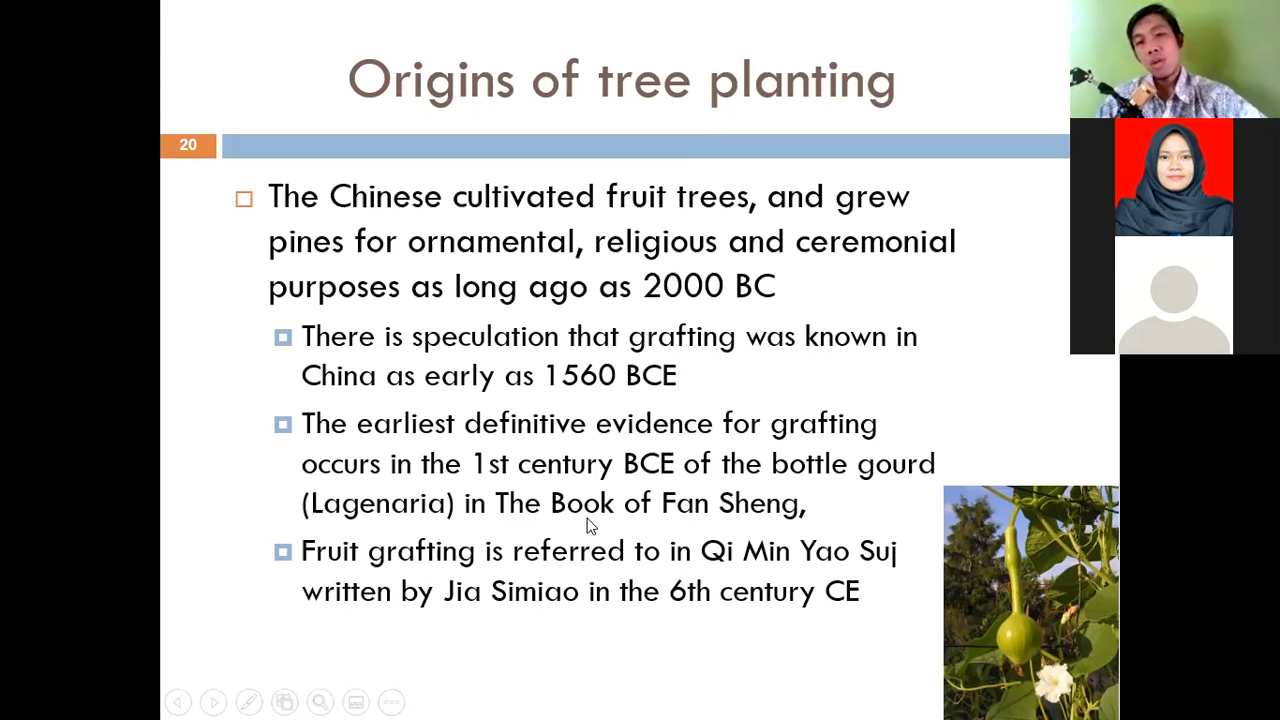 Origins of tree planting
20
The Chinese cultivated fruit trees, and grew
pines for ornamental, religious and ceremonial
purposes as long ago as 2000 BC
There is speculation that grafting was known in
China as early as 1560 BCE
The earliest definitive evidence for grafting
occurs in the 1st century BCE of the bottle gourd
(Lagenaria) in The Book of Fan Sheng,
Fruit grafting is referred to in Qi Min Yao Suj
written by Jia Simiao in the 6th century CE